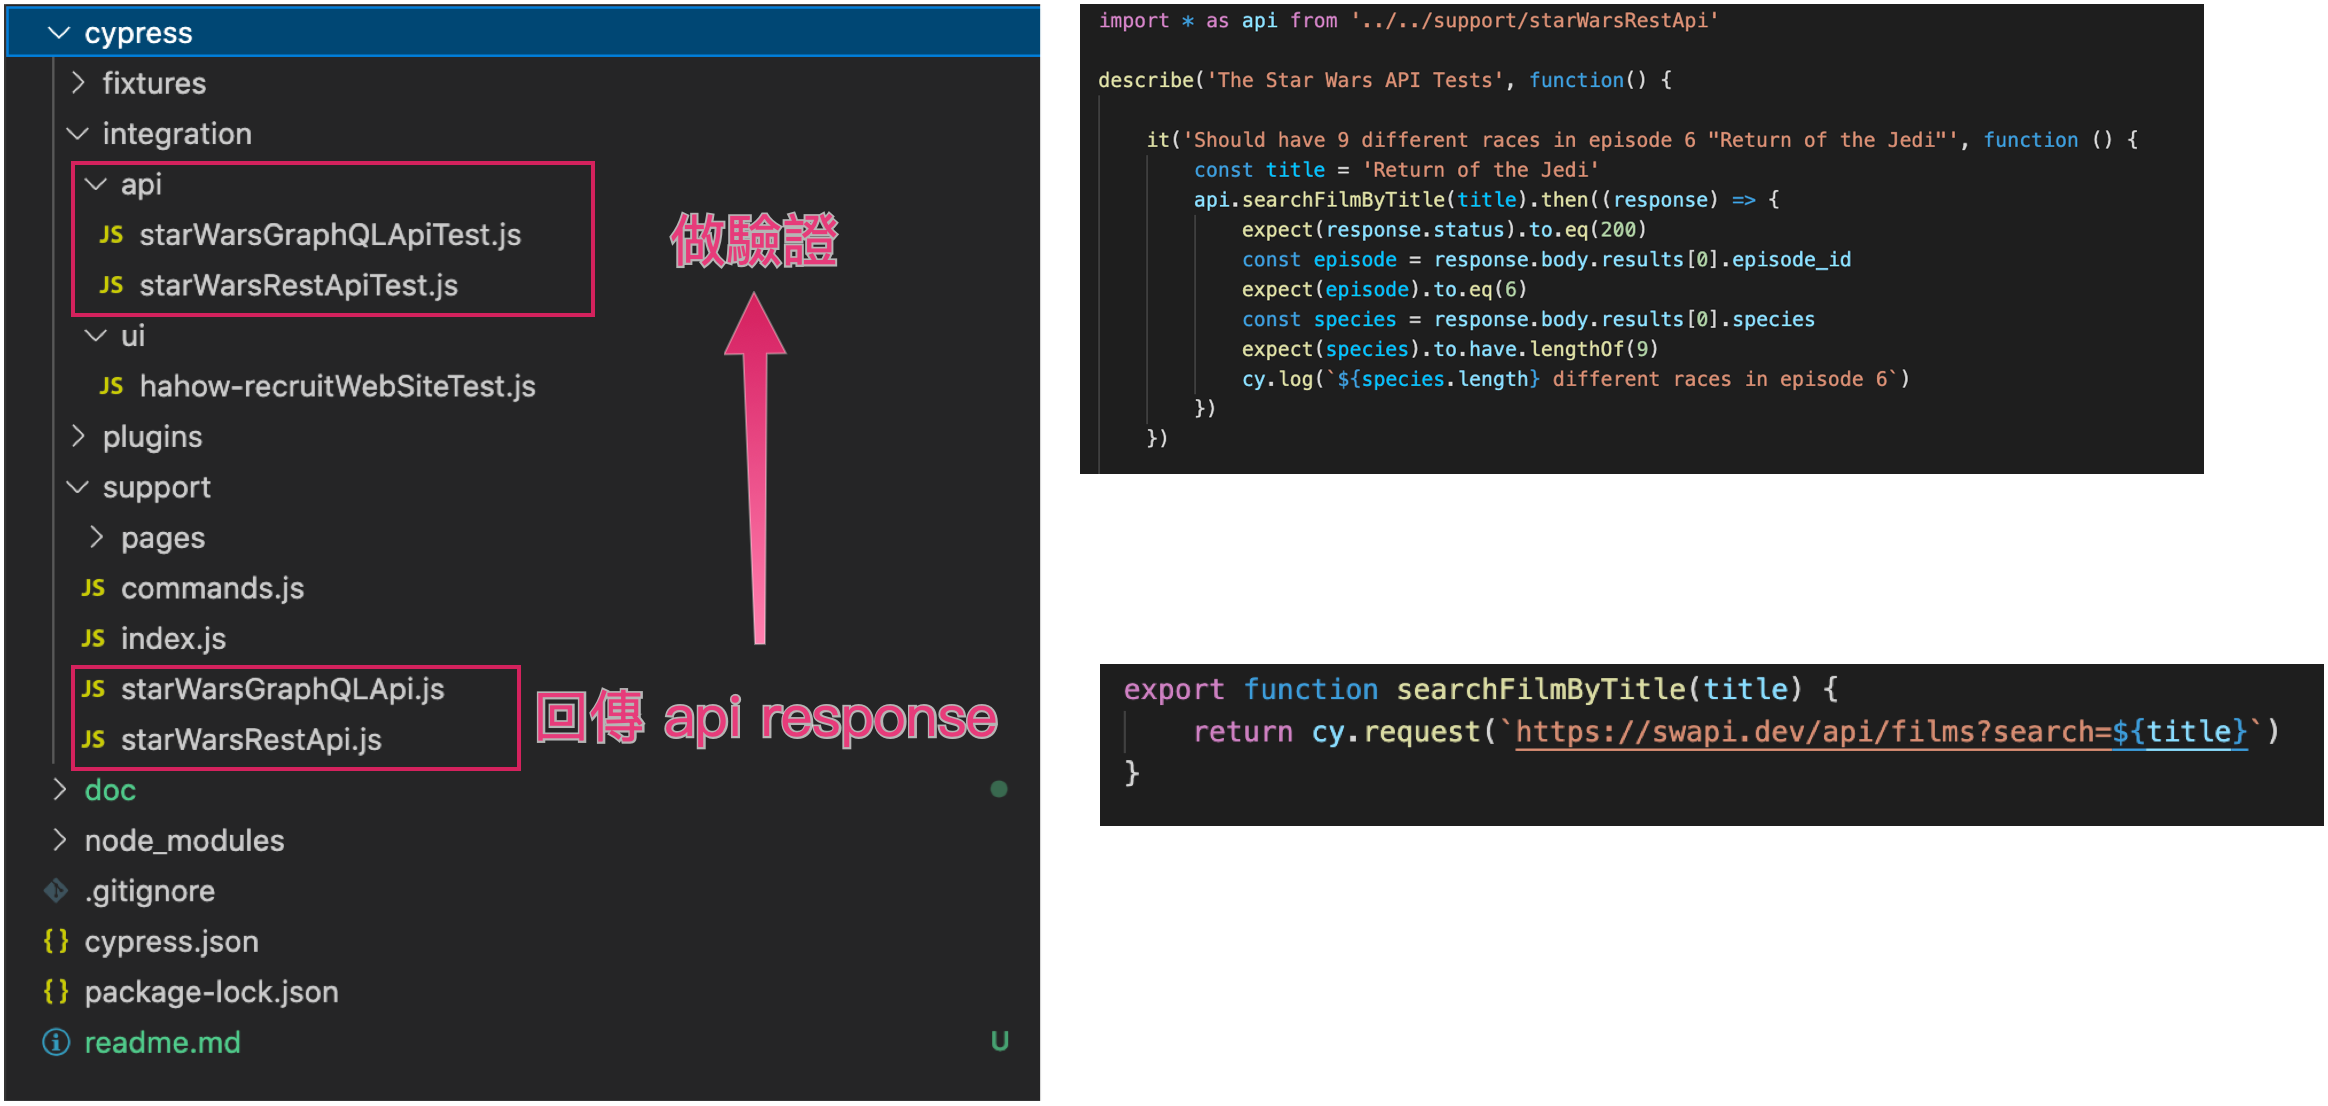 cypress
fixtures
integration
api
JS starWarsGraphQLApiTest.js
JS starWarsRestApiTest.js
ui
JS hahow-recruitWebSiteTest.js
plugins
support
pages
JS commands.js
JS index.js
JS starWarsGraphQLApi.js
JS starWarsRestApi.js
doc
node_modules
.gitignore
{} cypress.json
{} package-lock.json
readme.md U
做驗證
回傳 api response
import * as api from '../../support/starWarsRestApi'
describe('The Star Wars API Tests', function() {
it('Should have 9 different races in episode 6 "Return of the Jedi"', function () {
const title = 'Return of the Jedi'
api.searchFilmByTitle(title).then((response) => {
expect(response.status).to.eq(200)
const episode = response.body.results[0].episode_id
expect(episode).to.eq(6)
const species = response.body.results[0].species
expect(species).to.have.lengthOf(9)
cy.log(`${species.length} different races in episode 6`)
})
})
export function searchFilmByTitle(title) {
return cy.request(`https://swapi.dev/api/films?search=${title}`)
}